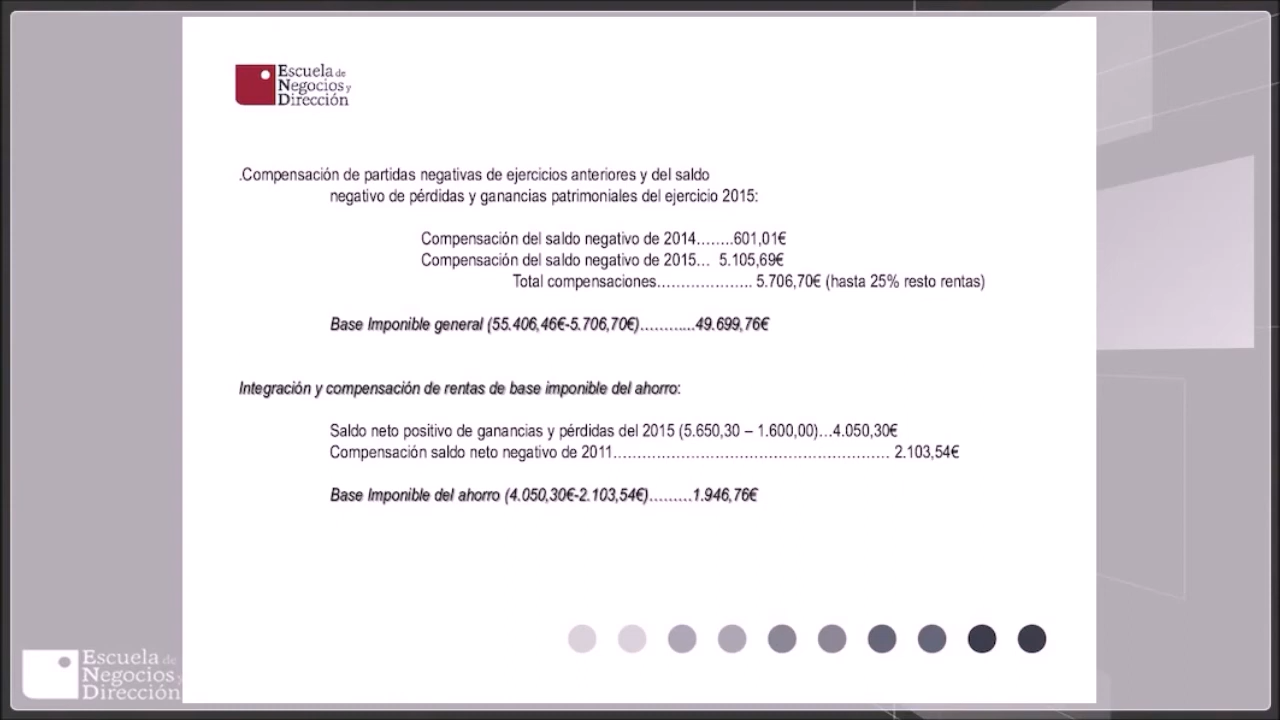 Escuela de
Negocios y
Dirección
.Compensación de partidas negativas de ejercicios anteriores y del saldo
negativo de pérdidas y ganancias patrimoniales del ejercicio 2015:
Compensación del saldo negativo de 2014........601,01€
Compensación del saldo negativo de 2015... 5.105,69€
Total compensaciones.................... 5.706,70€ (hasta 25% resto rentas)
Base Imponible general (55.406,46€-5.706,70€)............49.699,76€
Integración y compensación de rentas de base imponible del ahorro:
Saldo neto positivo de ganancias y pérdidas del 2015 (5.650,30 – 1.600,00)...4.050,30€
Compensación saldo neto negativo de 2011......................................................... 2.103,54€
Base Imponible del ahorro (4.050,30€-2.103,54€).........1.946,76€
Escuela de
Negocios y
Dirección